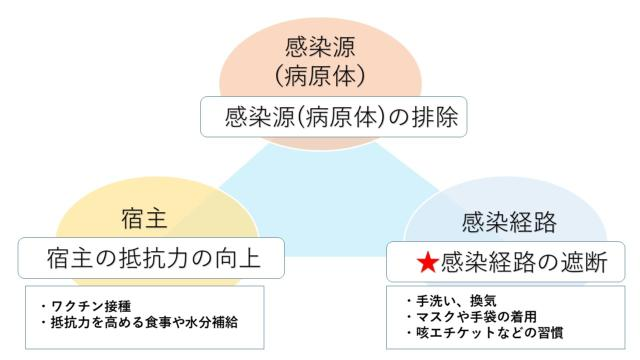 感染源
(病原体)
感染源(病原体)の排除
宿主
宿主の抵抗力の向上
・ワクチン接種
・抵抗力を高める食事や水分補給
感染経路
★感染経路の遮断
・手洗い、換気
・マスクや手袋の着用
・咳エチケットなどの習慣